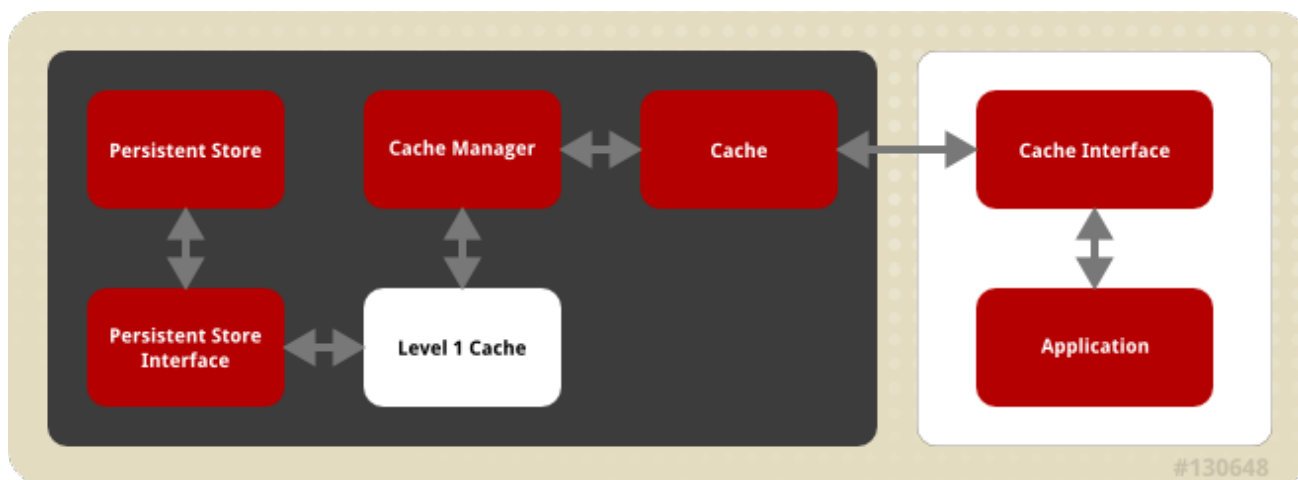 Persistent Store
Cache Manager
Cache
Cache Interface
Persistent Store
Interface
Level 1 Cache
Application
#130648